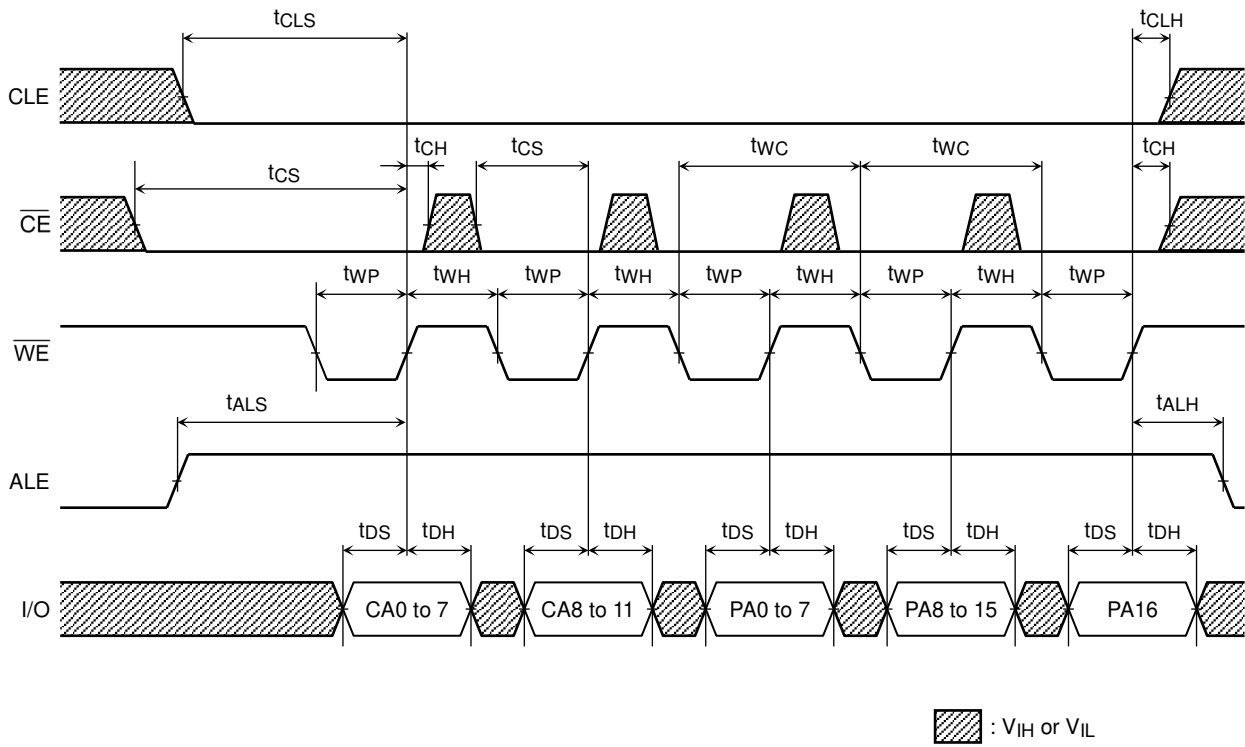 tCLS tCLH
CLE
tCH tCS tWC tWC tCH
tCS
CE
tWP tWH tWP tWH tWP tWH tWP tWH tWP
WE
tALS tALH
ALE
tDS tDH tDS tDH tDS tDH tDS tDH tDS tDH
I/O CA0 to 7 CA8 to 11 PA0 to 7 PA8 to 15 PA16
: VIH or VIL